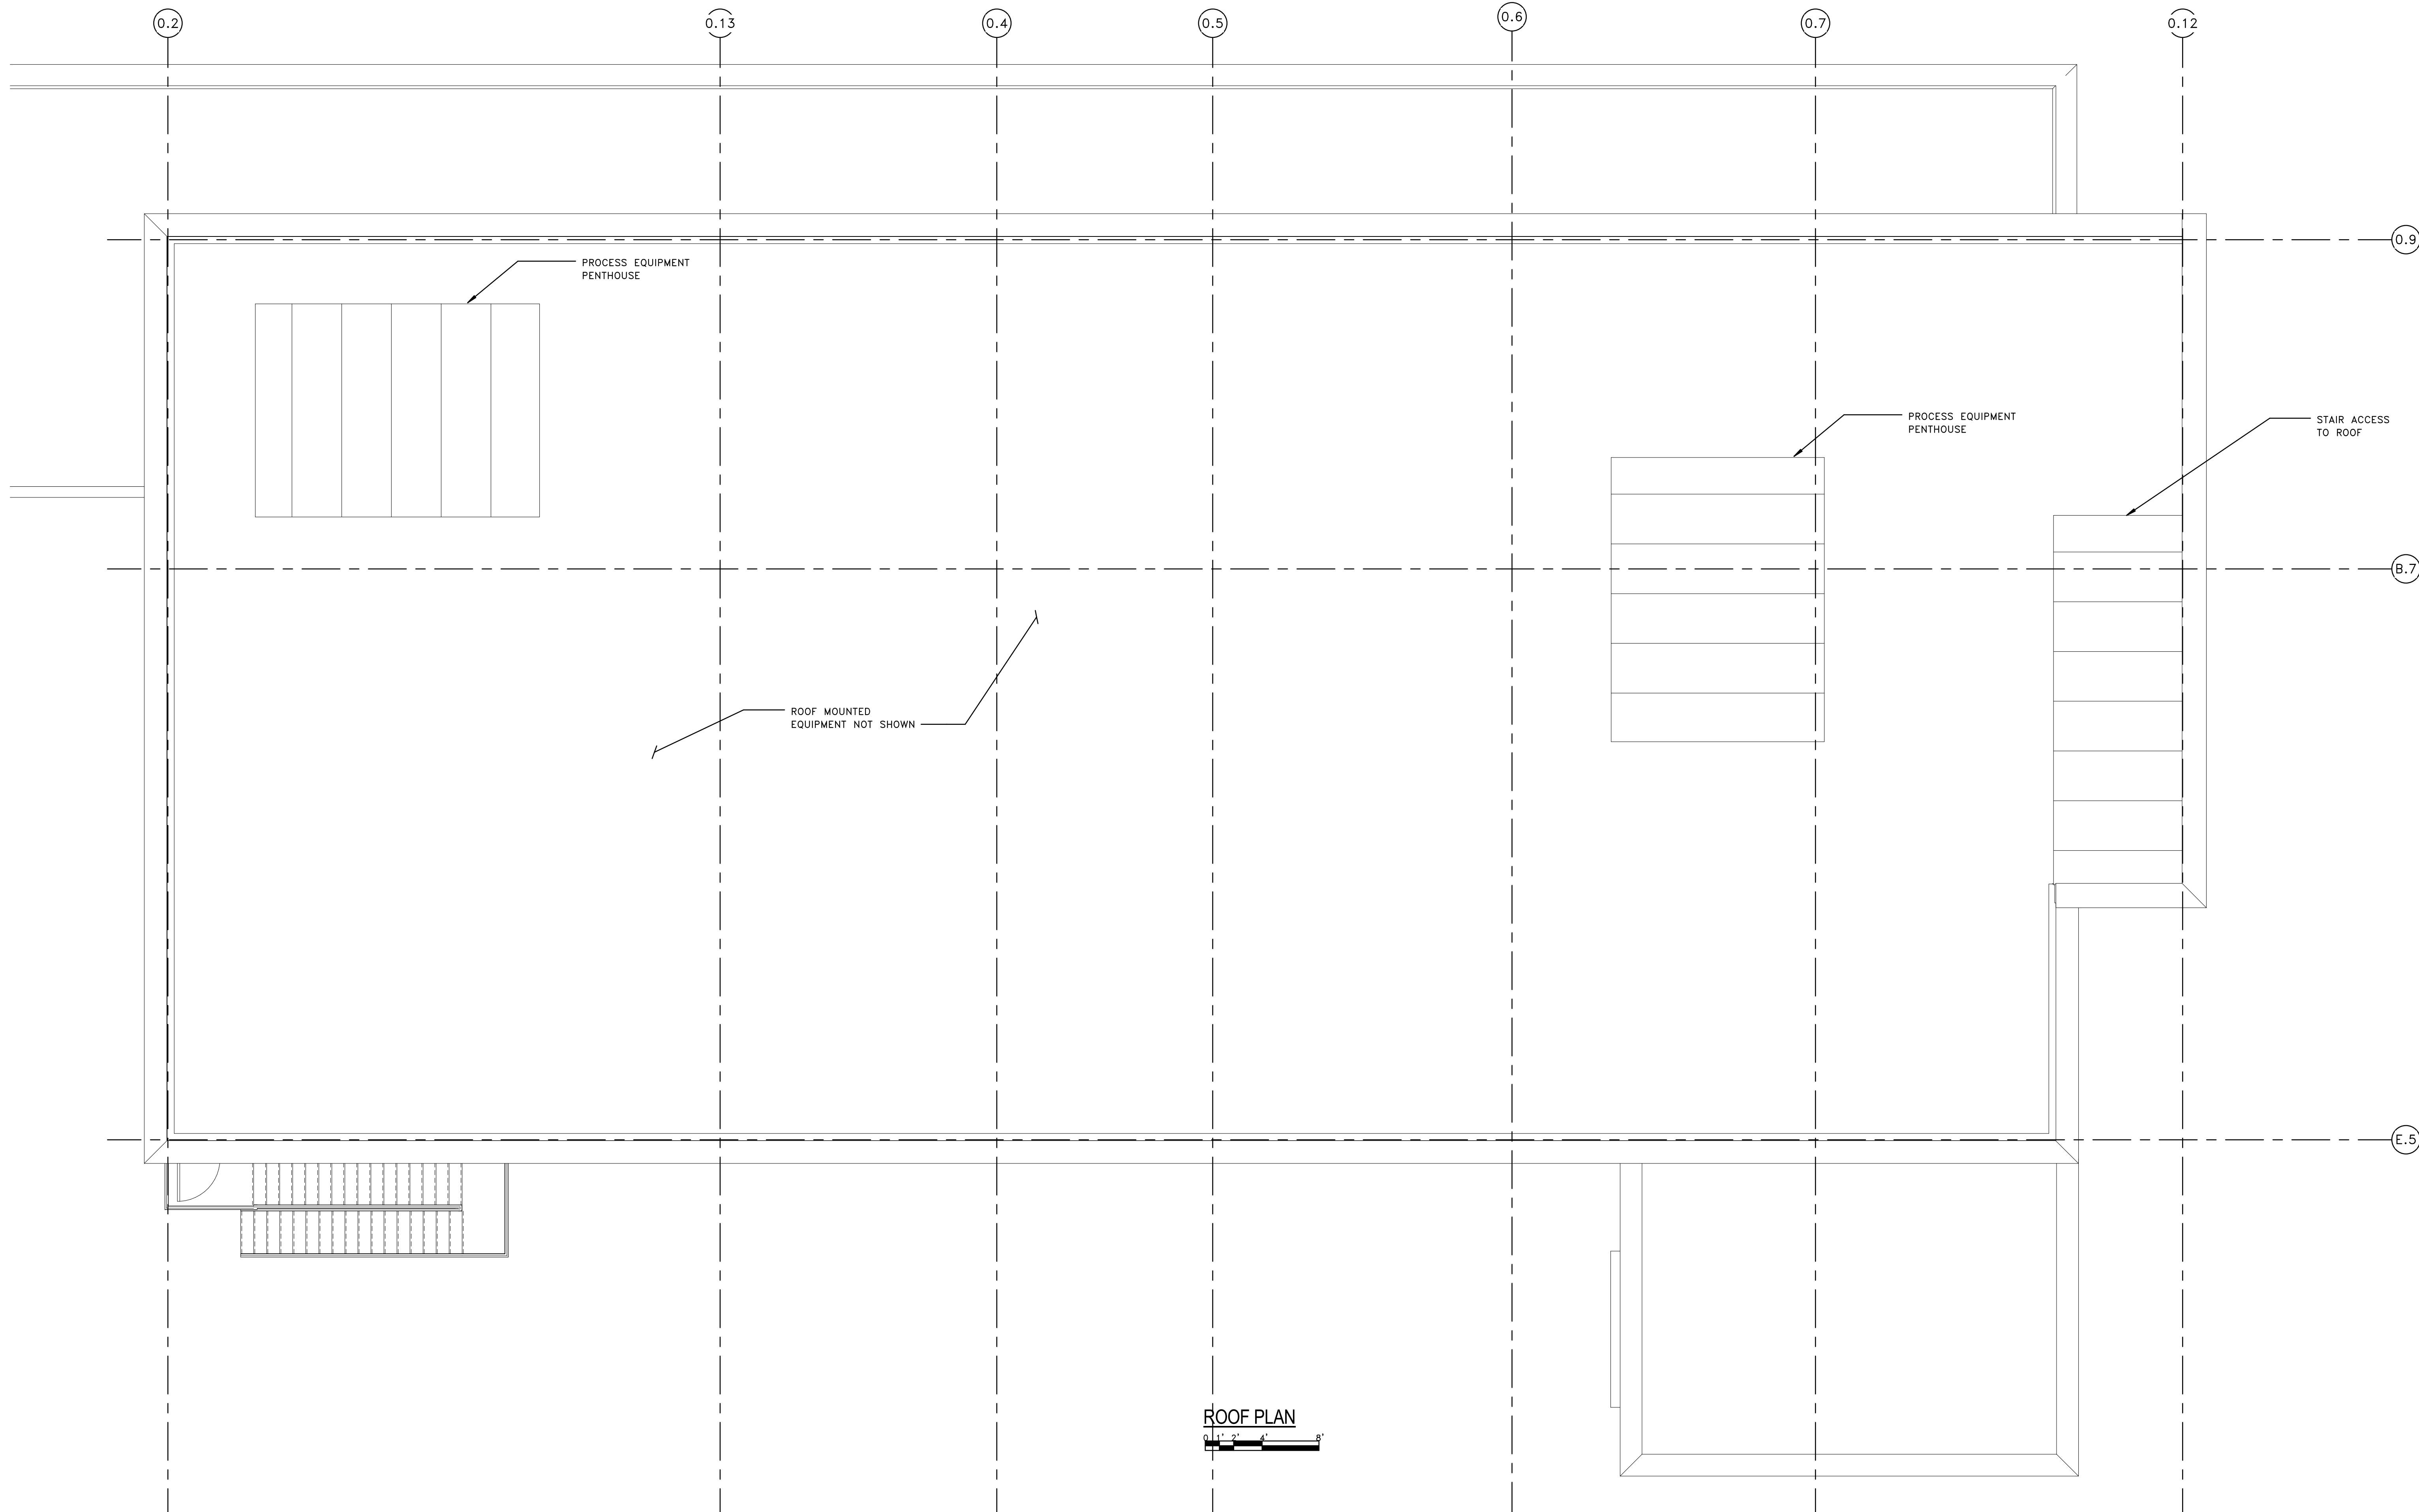 0.2
0.13
0.4
0.5
0.6
0.7
0.12
0.9
PROCESS EQUIPMENT
PENTHOUSE
PROCESS EQUIPMENT
PENTHOUSE
STAIR ACCESS
TO ROOF
B.7
ROOF MOUNTED
EQUIPMENT NOT SHOWN
E.5
ROOF PLAN
0 1' 2' 4' 8'